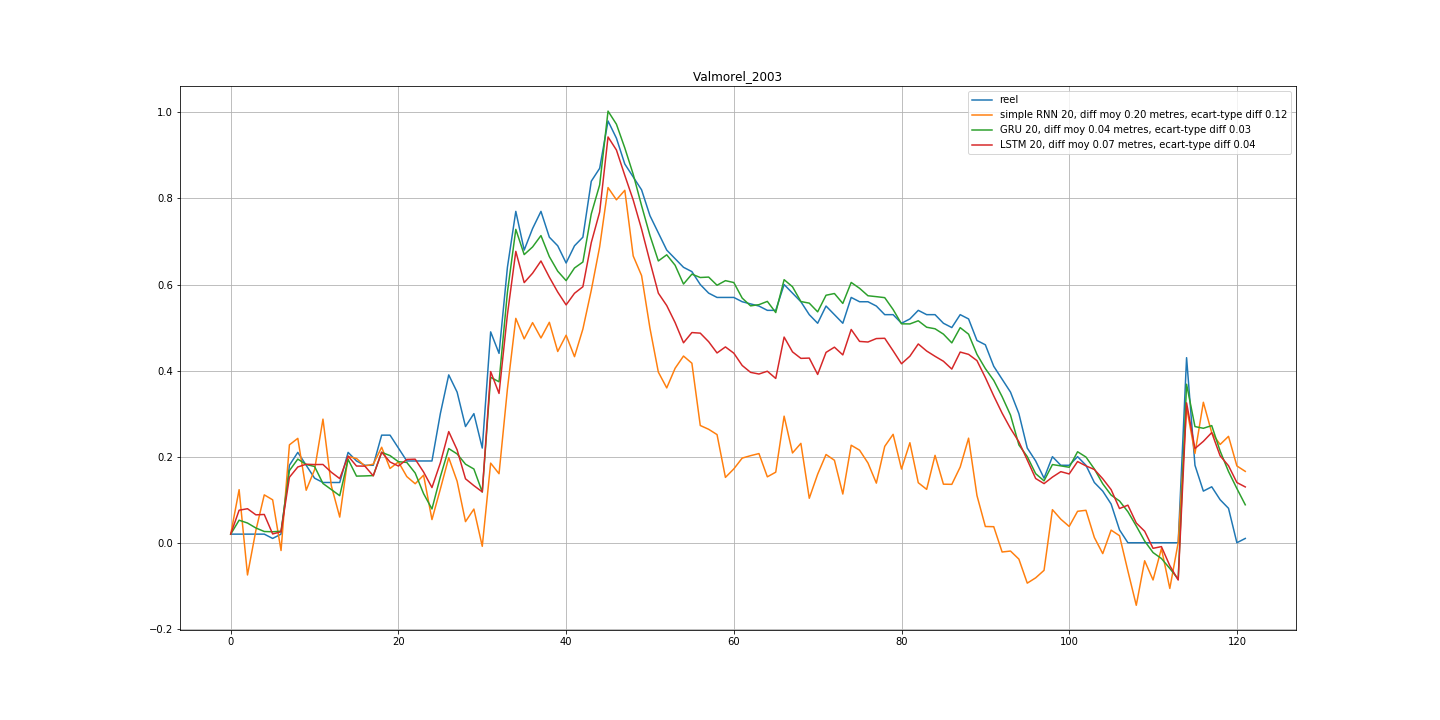 Valmorel_2003
reel
simple RNN 20, diff moy 0.20 metres, ecart-type diff 0.12
GRU 20, diff moy 0.04 metres, ecart-type diff 0.03
LSTM 20, diff moy 0.07 metres, ecart-type diff 0.04
1.0
0.8
0.6
0.4
0.2
0.0
−0.2
0 20 40 60 80 100 120